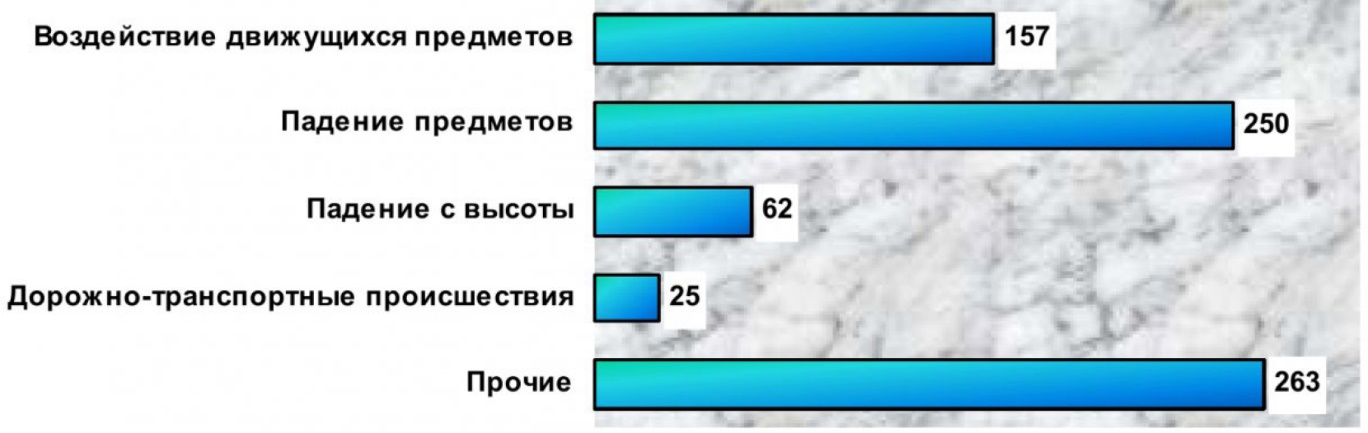 Воздействие движущихся предметов 157
Падение предметов 250
Падение с высоты 62
Дорожно-транспортные происшествия 25
Прочие 263